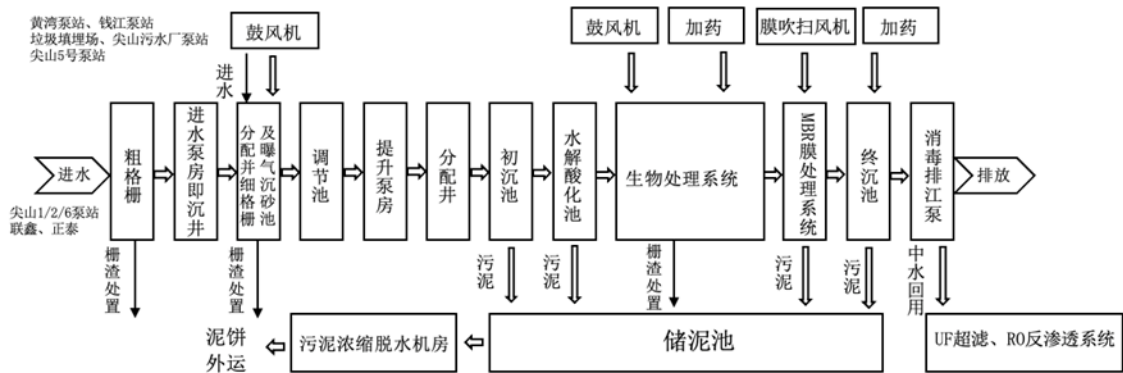 黄湾泵站、钱江泵站
垃圾填埋场、尖山污水厂泵站
尖山5号泵站
鼓风机
鼓风机
加药
膜吹扫风机
加药
进水
进水
粗格栅
进水泵房即沉井
分配井细格栅
及曝气沉砂池
调节池
提升泵房
分配井
初沉池
水解酸化池
生物处理系统
MBR膜处理系统
终沉池
消毒排江泵
排放
尖山1/2/6泵站
联鑫、正泰
栅渣处置
栅渣处置
污泥
污泥
栅渣处置
污泥
污泥
中水回用
泥饼
外运
污泥浓缩脱水机房
储泥池
UF超滤、RO反渗透系统